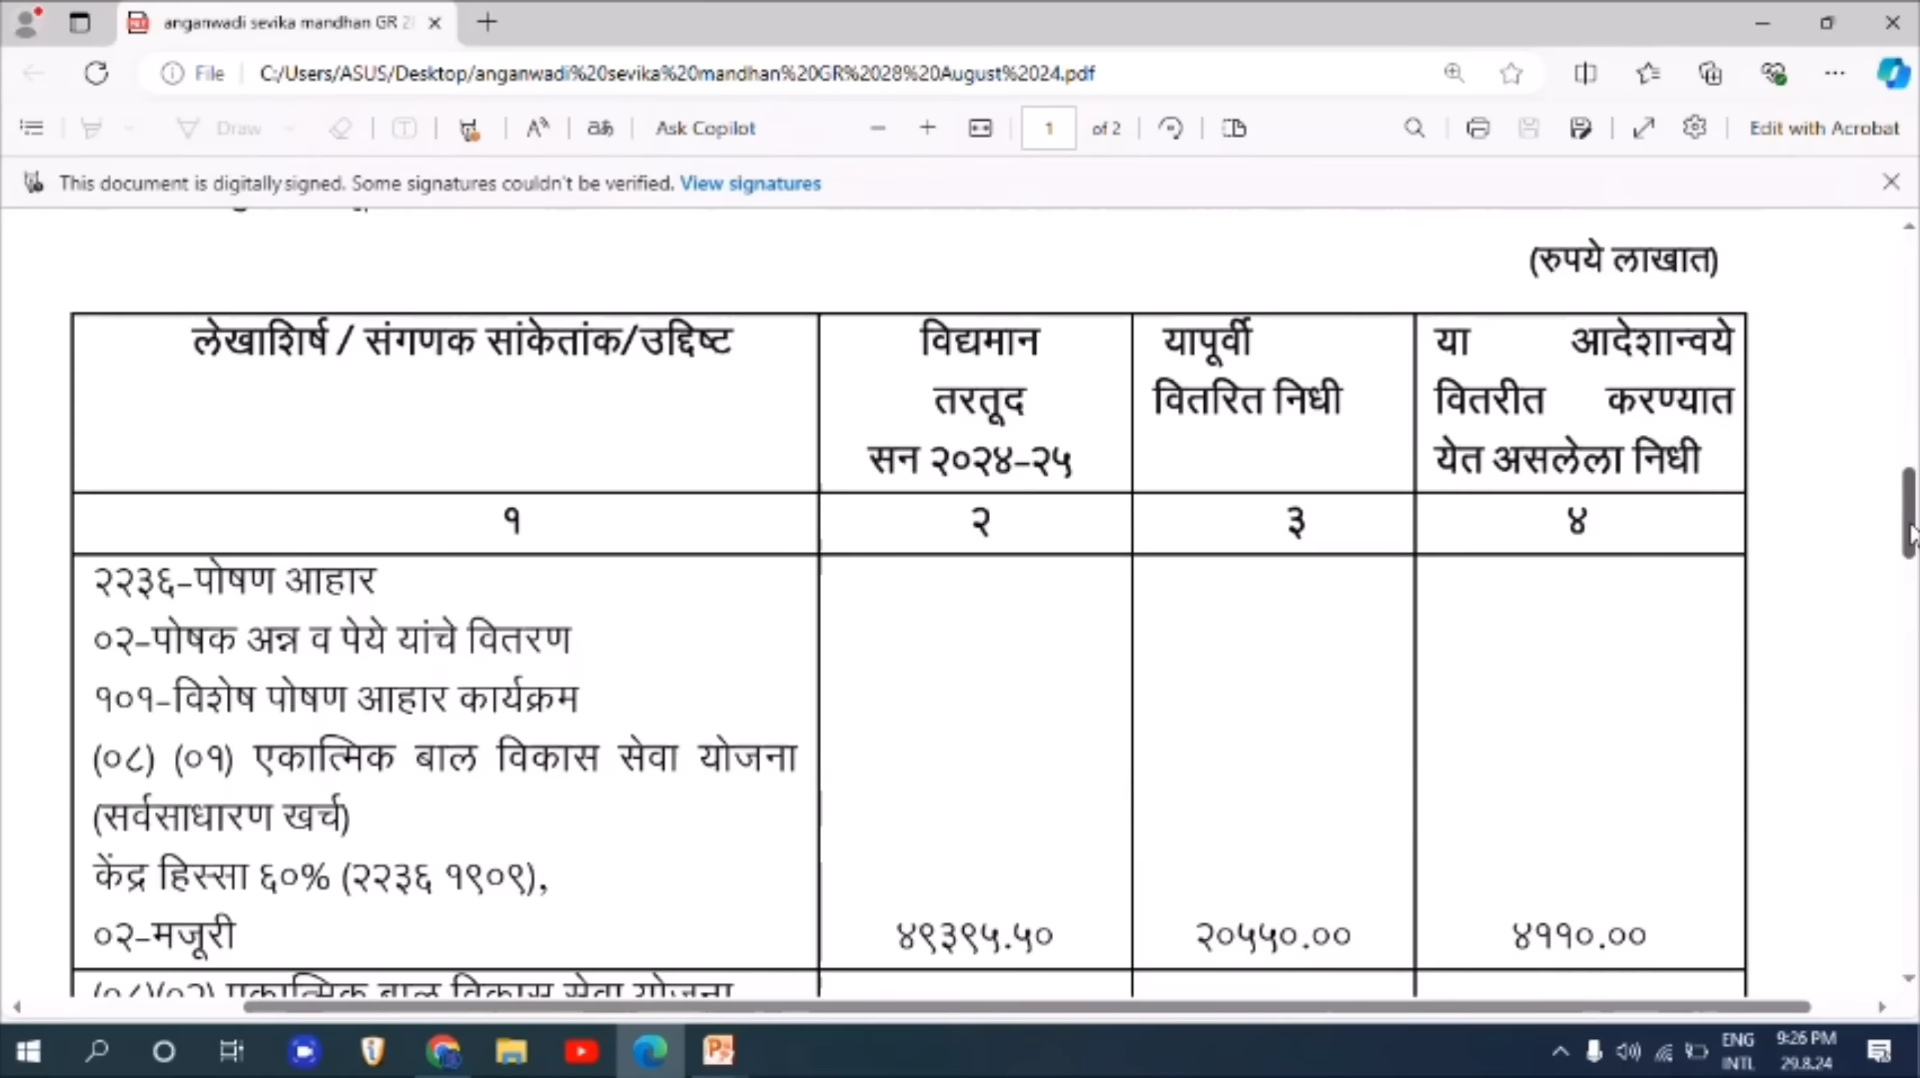 anganwadi sevika mandhan GR 2
File
C:/Users/ASUS/Desktop/anganwadi%20sevika%20mandhan%20GR%2028%20August%2024.pdf
Draw
Ask Copilot
1
of 2
Edit with Acrobat
This document is digitally signed. Some signatures couldn't be verified. View signatures
(रुपये लाखात)
लेखाशिर्ष / संगणक सांकेतांक/उद्दिष्ट
विद्यमान
तरतूद
सन २०२४-२५
यापूर्वी
वितरित निधी
या आदेशान्वये
वितरीत करण्यात
येत असलेला निधी
१ २ ३ ४
२२३६-पोषण आहार
०२-पोषक अन्न व पेये यांचे वितरण
१०१-विशेष पोषण आहार कार्यक्रम
(०८) (०१) एकात्मिक बाल विकास सेवा योजना
(सर्वसाधारण खर्च)
केंद्र हिस्सा ६०% (२२३६ १९०९),
०२-मजूरी ४९३९५.५० २०५५०.०० ४११०.००
(०८)(०२) एकात्मिक बाल विकास सेवा योजना
ENG
INTL
9:26 PM
29.8.24